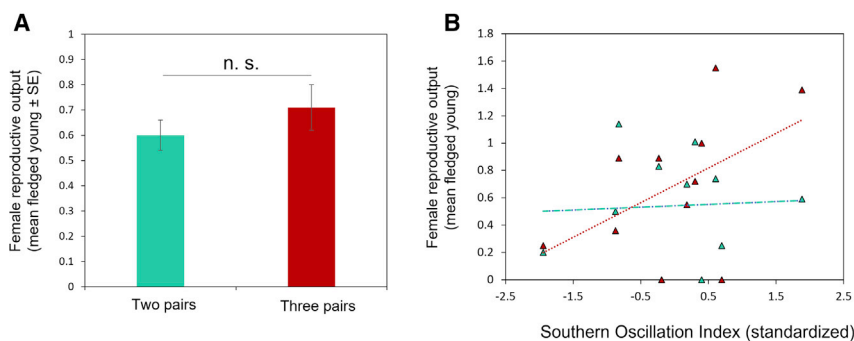 A
Female reproductive output
(mean fledged young ± SE)
1
0.9
0.8
0.7
0.6
0.5
0.4
0.3
0.2
0.1
0
n. s.
Two pairs
Three pairs
B
Female reproductive output
(mean fledged young)
1.8
1.6
1.4
1.2
1
0.8
0.6
0.4
0.2
0
-2.5
-1.5
-0.5
0.5
1.5
2.5
Southern Oscillation Index (standardized)